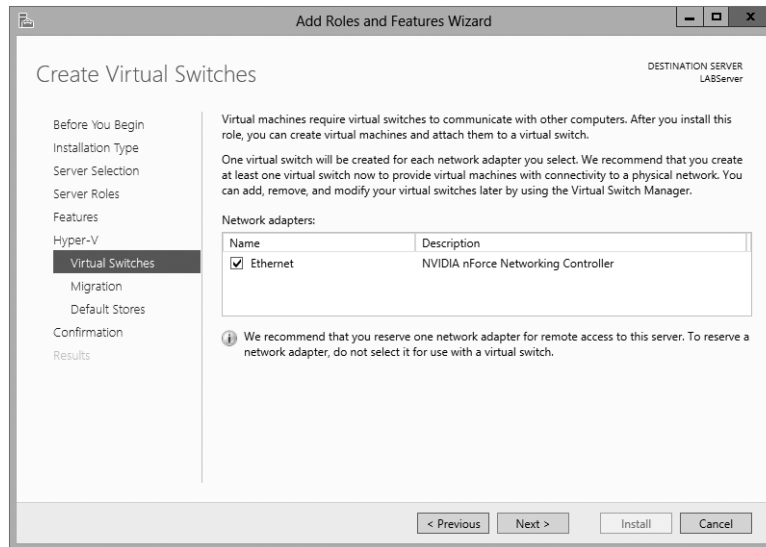 Add Roles and Features Wizard
Create Virtual Switches
DESTINATION SERVER
LABServer
Before You Begin
Installation Type
Server Selection
Server Roles
Features
Hyper-V
Virtual Switches
Migration
Default Stores
Confirmation
Results
Virtual machines require virtual switches to communicate with other computers. After you install this
role, you can create virtual machines and attach them to a virtual switch.
One virtual switch will be created for each network adapter you select. We recommend that you create
at least one virtual switch now to provide virtual machines with connectivity to a physical network. You
can add, remove, and modify your virtual switches later by using the Virtual Switch Manager.
Network adapters:
Name Description
Ethernet NVIDIA nForce Networking Controller
We recommend that you reserve one network adapter for remote access to this server. To reserve a
network adapter, do not select it for use with a virtual switch.
< Previous Next > Install Cancel